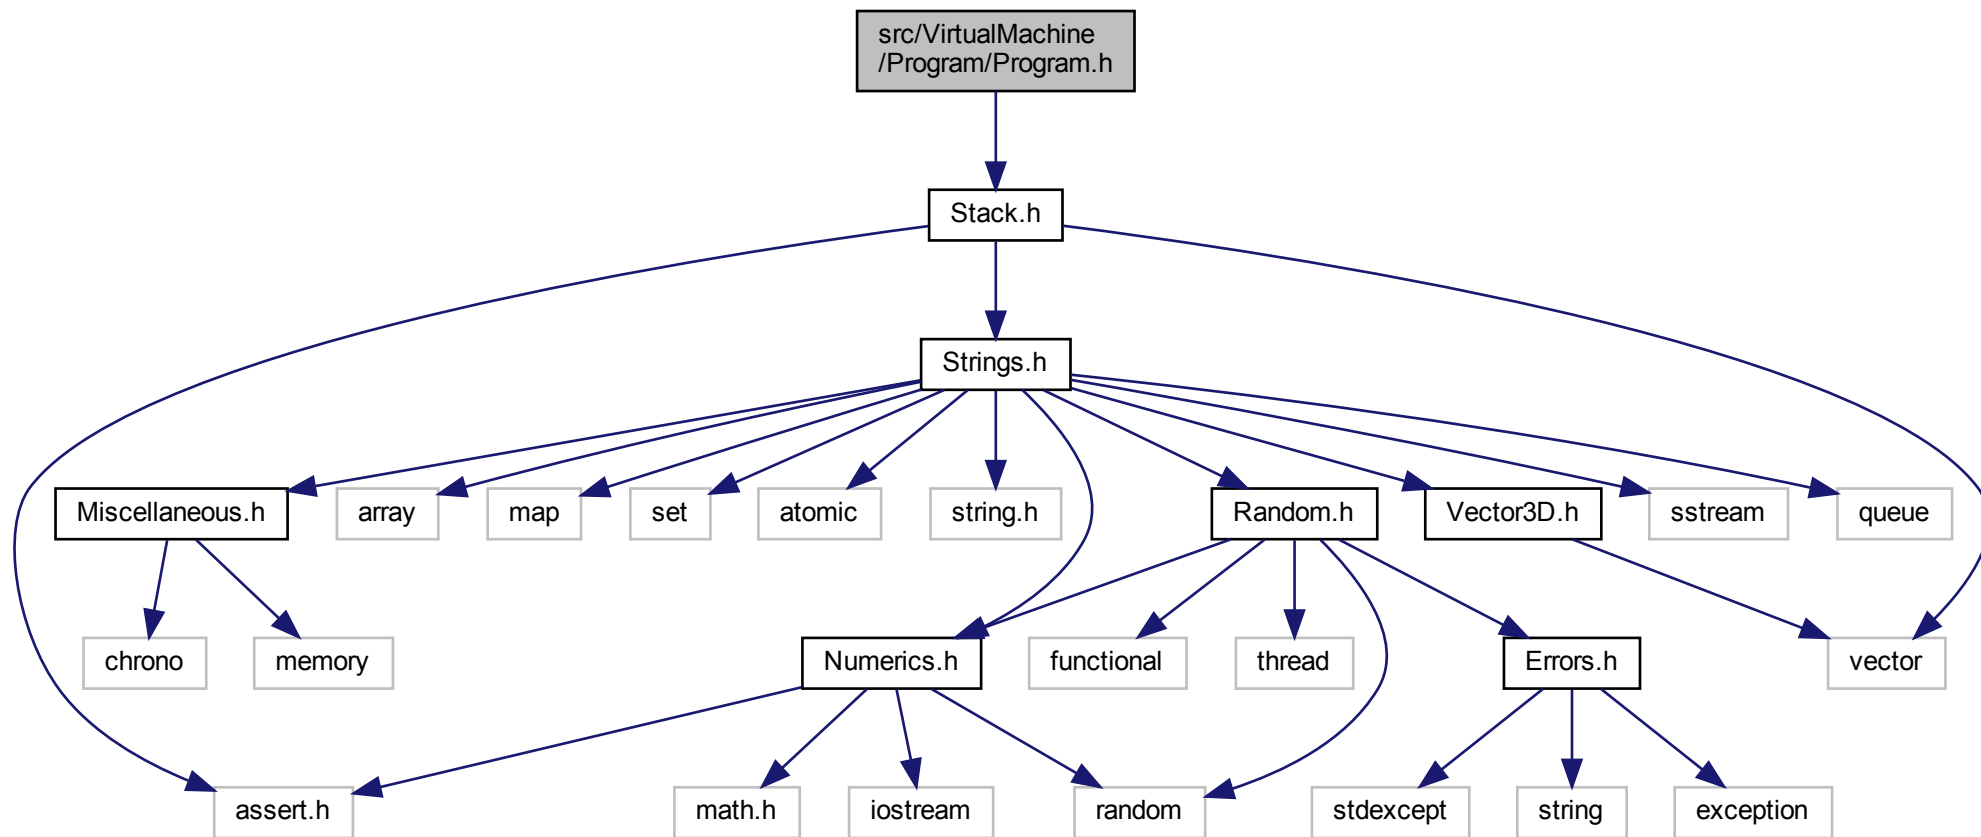 src/VirtualMachine
/Program/Program.h
Stack.h
Strings.h
Miscellaneous.h
array
map
set
atomic
string.h
Random.h
Vector3D.h
sstream
queue
chrono
memory
Numerics.h
functional
thread
Errors.h
vector
assert.h
math.h
iostream
random
stdexcept
string
exception